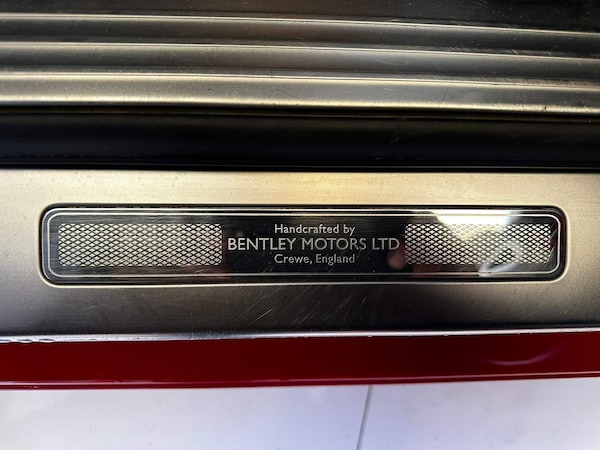 Handcrafted by
BENTLEY MOTORS LTD
Crewe, England